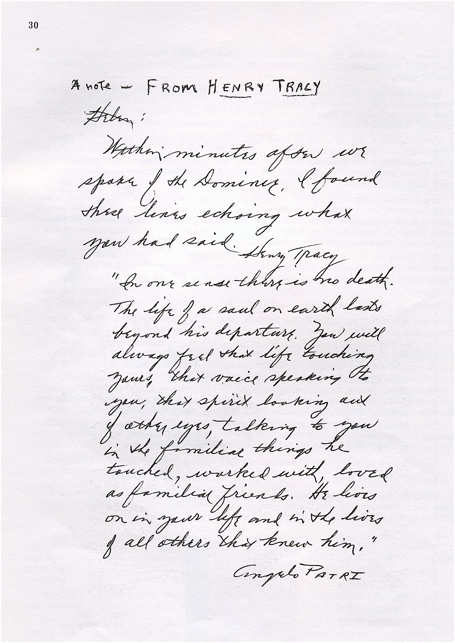 30
A note - FROM HENRY TRACY
Helen:
Within minutes after we
spoke of the Dominie, I found
these lines echoing what
you had said.
Henry Tracy
"In one sense there is no death.
The life of a soul on earth lasts
beyond his departure. You will
always feel that life touching
yours, that voice speaking to
you, that spirit looking out
of other eyes, talking to you
in the familiar things he
touched, worked with, loved
as familiar friends. He lives
on in your life and in the lives
of all others that knew him."
Angelo PATRI